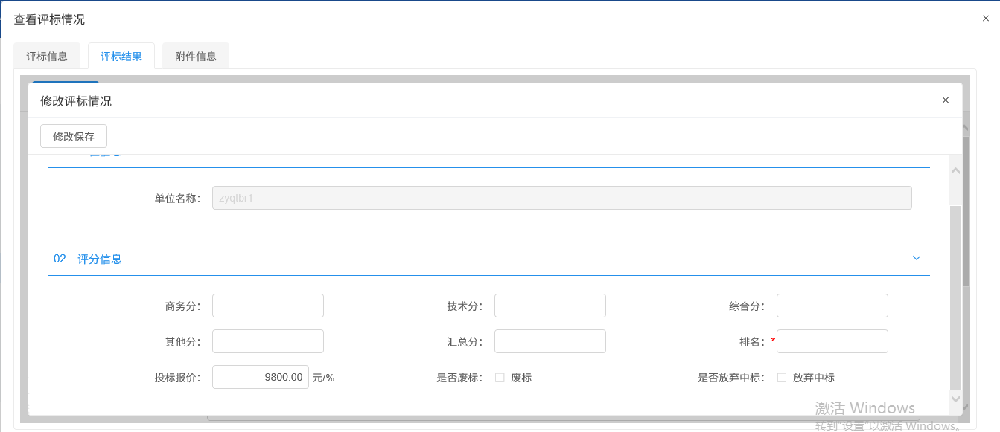 查看评标情况
×
评标信息 评标结果 附件信息
修改评标情况
×
修改保存
单位名称： zyqtbr1
02 评分信息
商务分： 技术分： 综合分：
其他分： 汇总分： 排名：*
投标报价： 9800.00 元/% 是否废标： 废标 是否放弃中标： 放弃中标
激活 Windows
转到"设置"以激活 Windows。